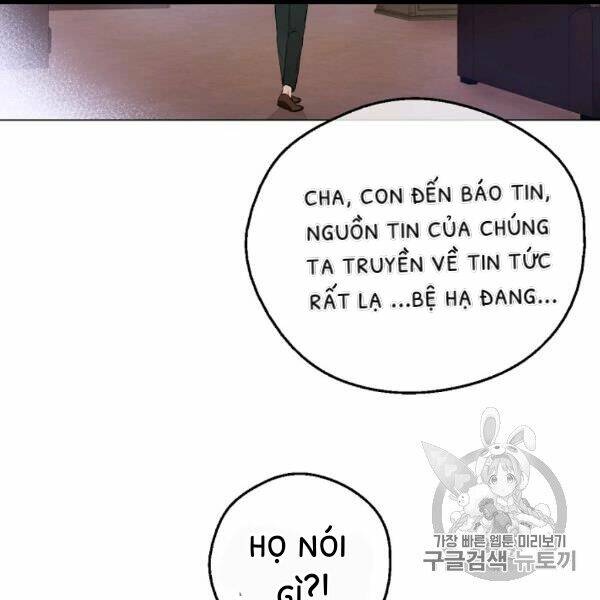 CHA, CON ĐẾN BÁO TIN,
NGUỒN TIN CỦA CHÚNG
TA TRUYỀN VỀ TIN TỨC
RẤT LẠ ...BỆ HẠ ĐANG...
HỌ NÓI
GÌ?!
가장 빠른 웹툰 미리보기
구글검색 뉴토끼